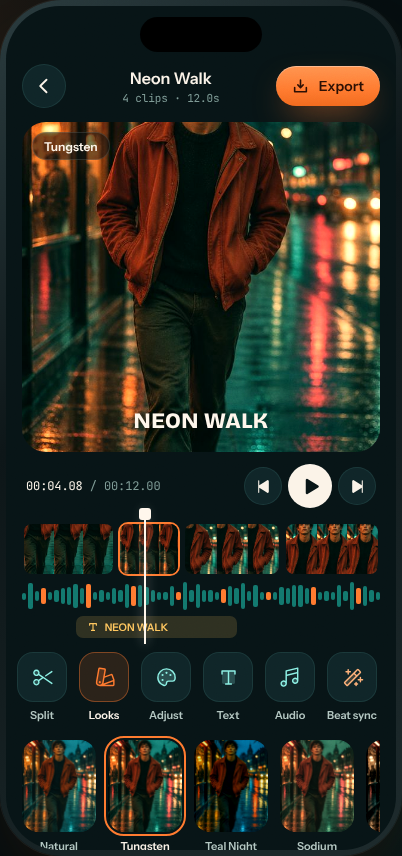 Neon Walk
4 clips · 12.0s
Export
Tungsten
NEON WALK
00:04.08 / 00:12.00
T NEON WALK
Split
Looks
Adjust
Text
Audio
Beat sync
Natural
Tungsten
Teal Night
Sodium